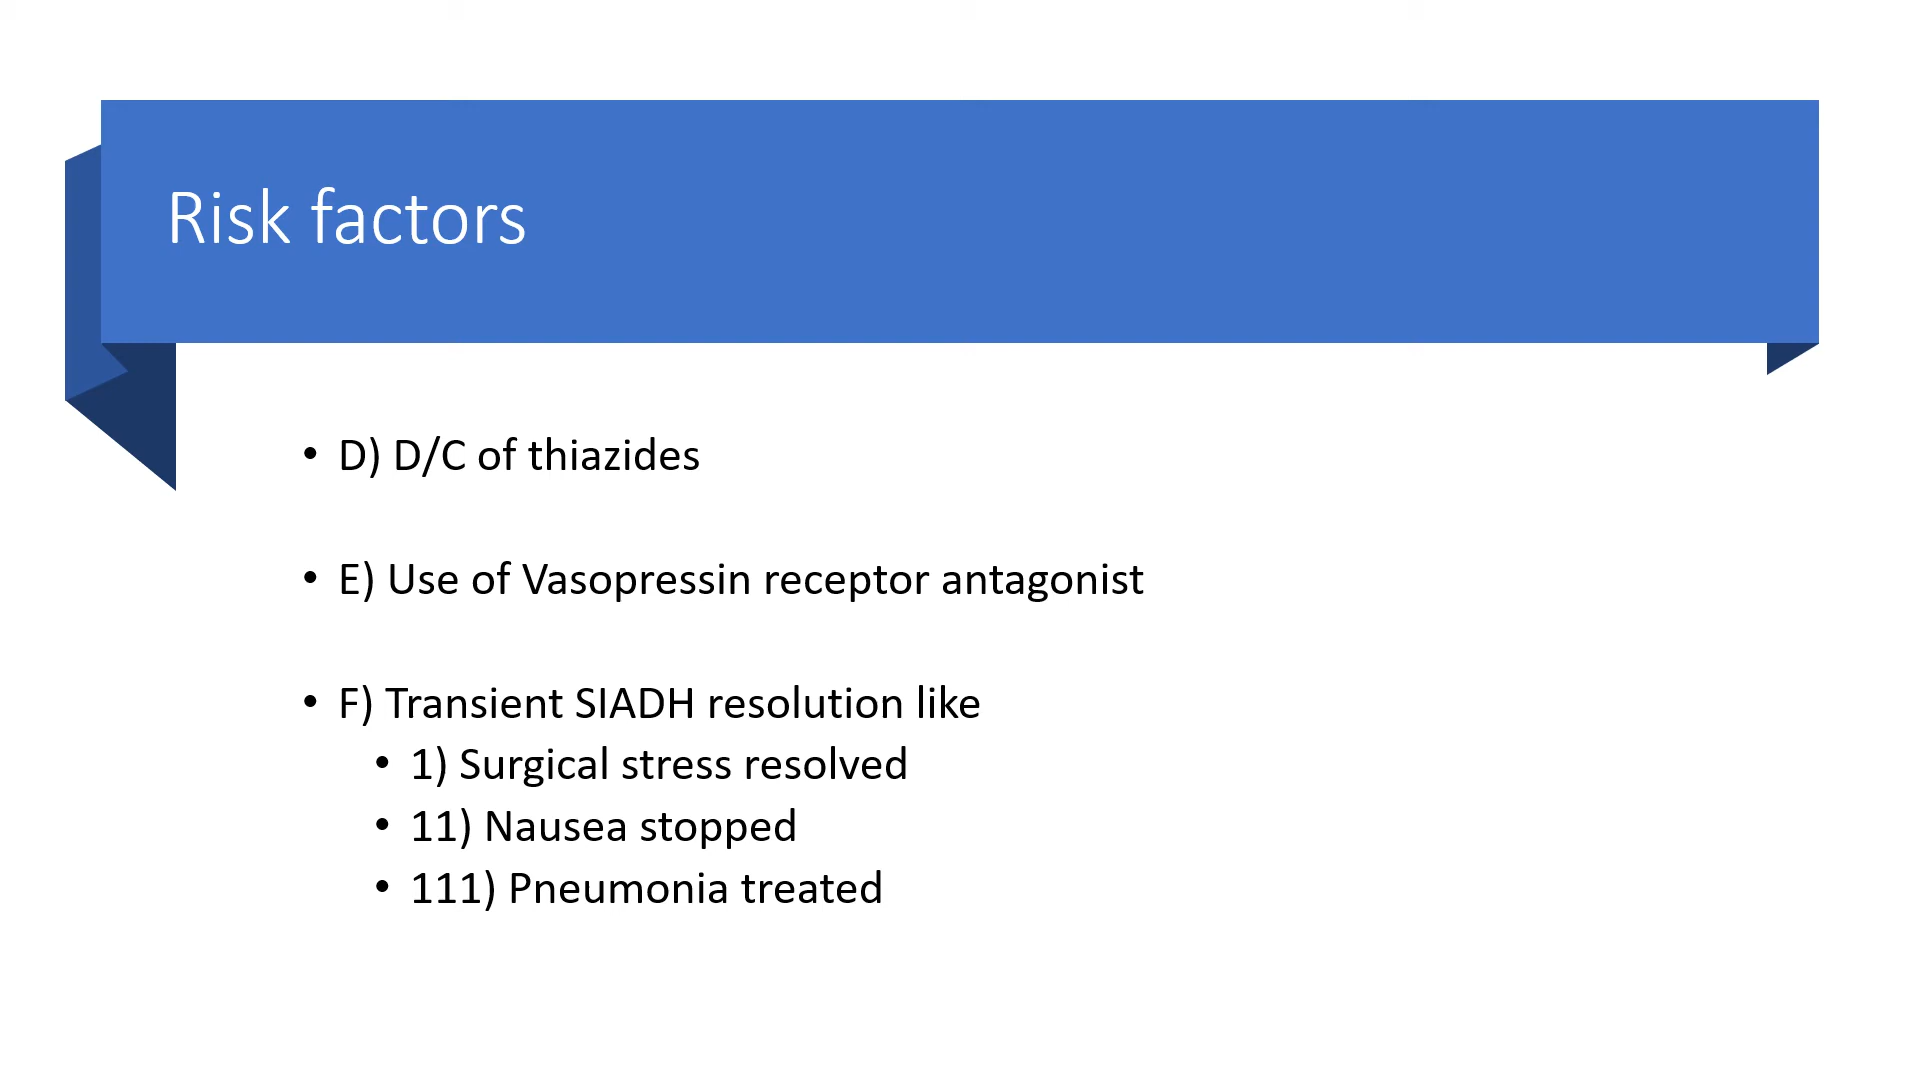 Risk factors
• D) D/C of thiazides
• E) Use of Vasopressin receptor antagonist
• F) Transient SIADH resolution like
• 1) Surgical stress resolved
• 11) Nausea stopped
• 111) Pneumonia treated